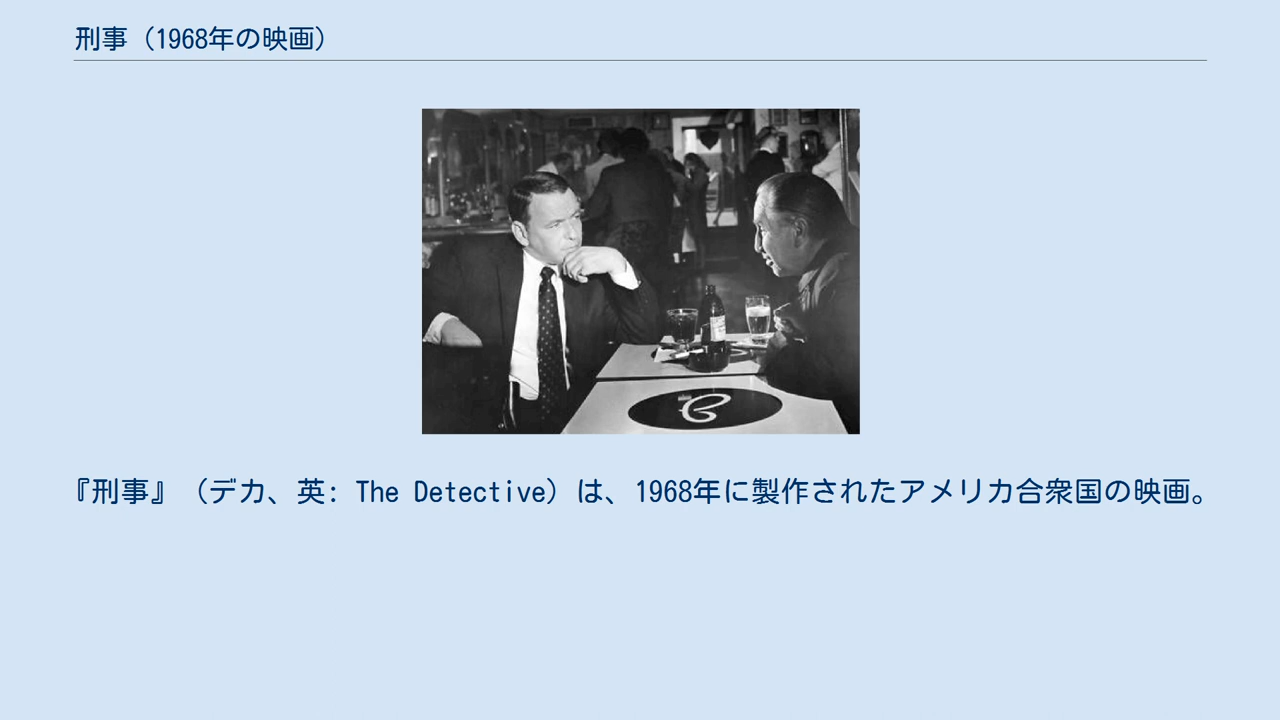 刑事（1968年の映画）
『刑事』（デカ、英: The Detective）は、1968年に製作されたアメリカ合衆国の映画。